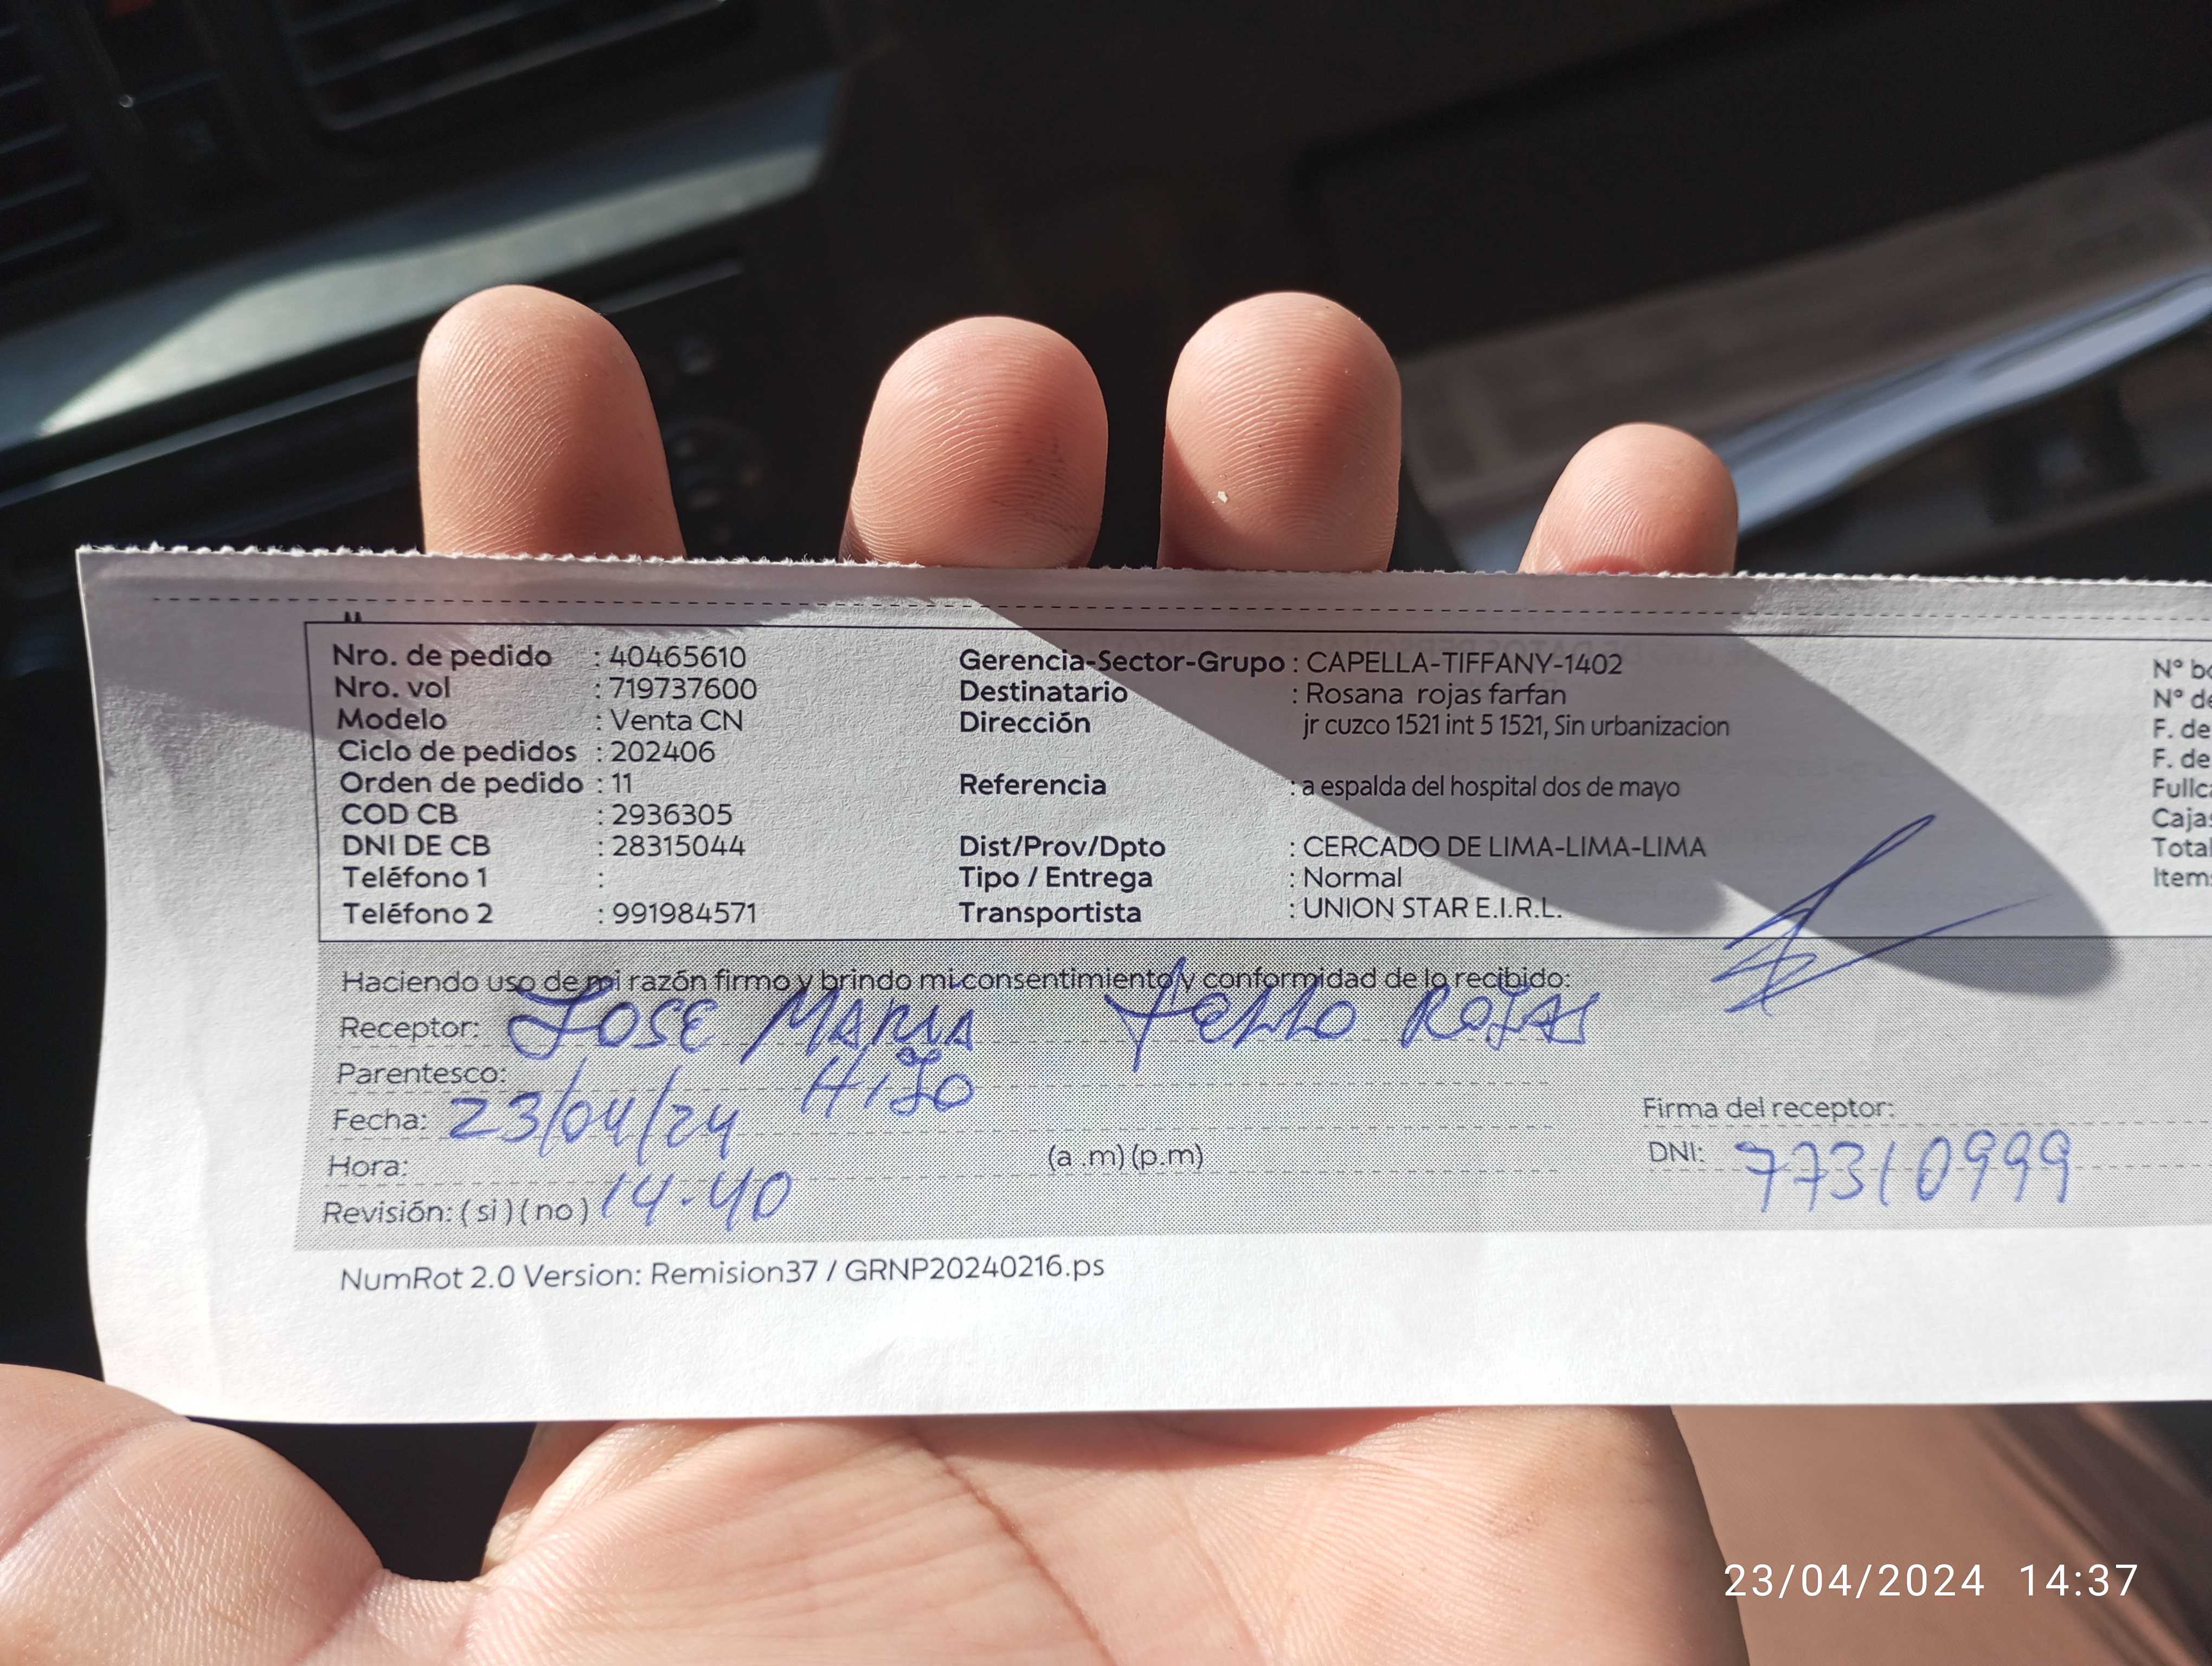 Nro. de pedido : 40465610
Nro. vol : 719737600
Modelo : Venta CN
Ciclo de pedidos : 202406
Orden de pedido : 11
COD CB : 2936305
DNI DE CB : 28315044
Teléfono 1 :
Teléfono 2 : 991984571
Gerencia-Sector-Grupo : CAPELLA-TIFFANY-1402
Destinatario : Rosana rojas farfan
Dirección jr cuzco 1521 int 5 1521, Sin urbanizacion
Referencia : a espalda del hospital dos de mayo
Dist/Prov/Dpto : CERCADO DE LIMA-LIMA-LIMA
Tipo / Entrega : Normal
Transportista : UNION STAR E.I.R.L.
N°
N°
F. de
F. de
Total
Haciendo uso de mi razón firmo y brindo mi consentimiento y conformidad de lo recibido:
Receptor: JOSE MARIA TELLO ROJAS
Parentesco: HIJO
Fecha: 23/04/24
Hora: (a .m) (p.m)
Revisión: ( si ) ( no ) 14-40
Firma del receptor:
DNI: 77310999
NumRot 2.0 Version: Remision37 / GRNP20240216.ps
23/04/2024 14:37